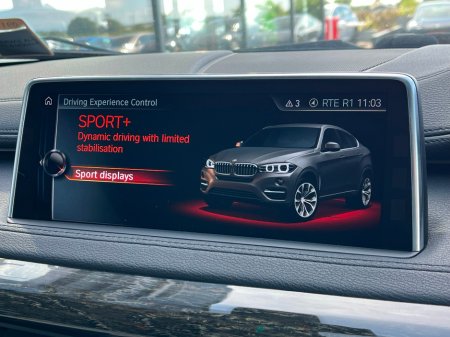 Driving Experience Control
3
RTE R1 11:03
SPORT+
Dynamic driving with limited
stabilisation
Sport displays